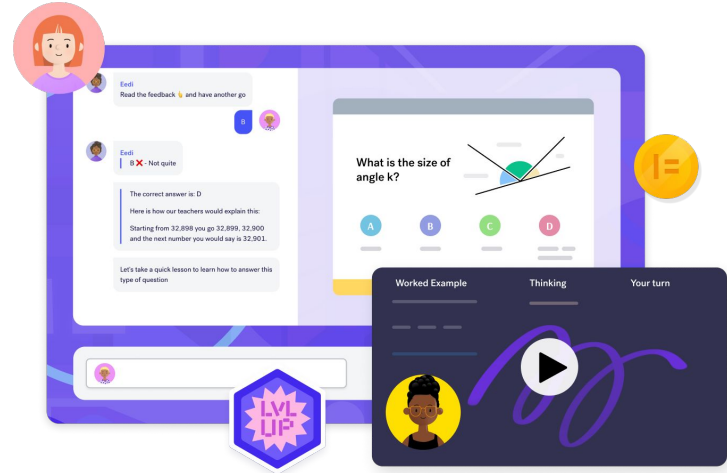 Eedi
Read the feedback 👆 and have another go
B
Eedi
8 ❌ - Not quite
The correct answer is: D
Here is how our teachers would explain this:
Starting from 32,898 you go 32,899, 32,900
and the next number you would say is 32,901.
Let's take a quick lesson to learn how to answer this
type of question
What is the size of
angle k?
A
B
C
D
Worked Example
Thinking
Your turn
LVL
UP